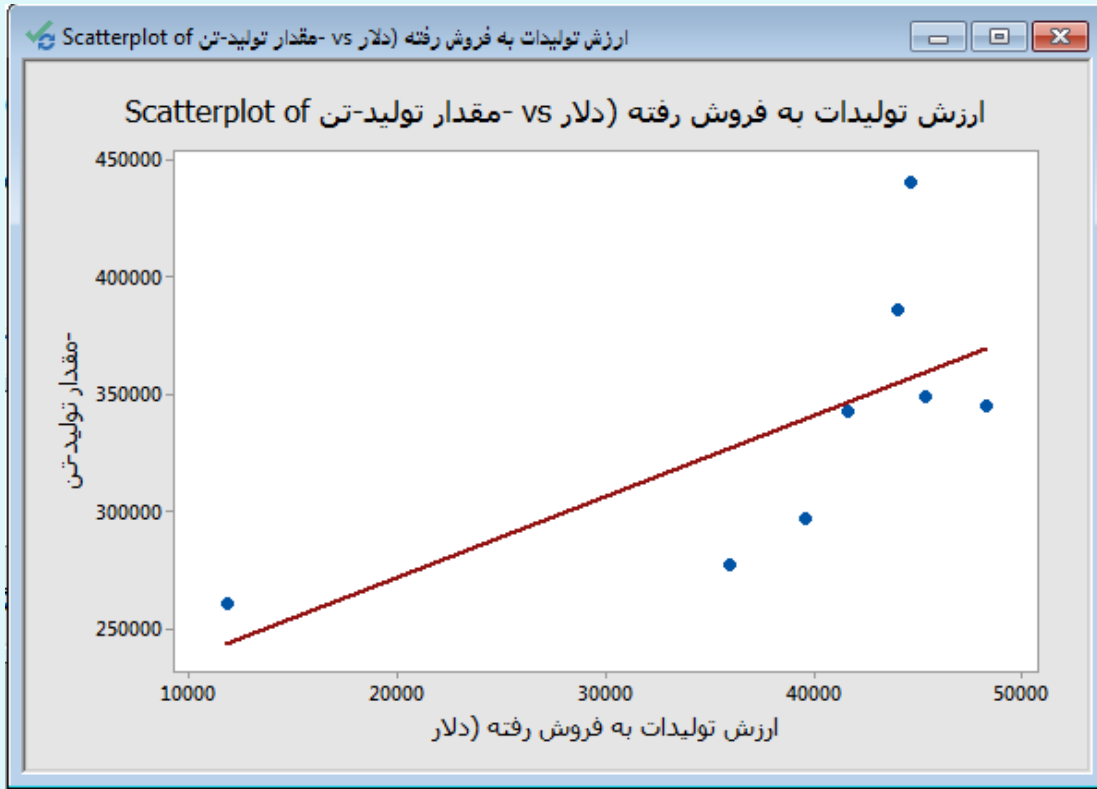 Scatterplot of مقدار تولید-تن- vs ارزش تولیدات به فروش رفته (دلار
Scatterplot of مقدار تولید-تن- vs ارزش تولیدات به فروش رفته (دلار
450000
400000
350000
300000
250000
مقدار تولید-تن-
10000 20000 30000 40000 50000
ارزش تولیدات به فروش رفته (دلار